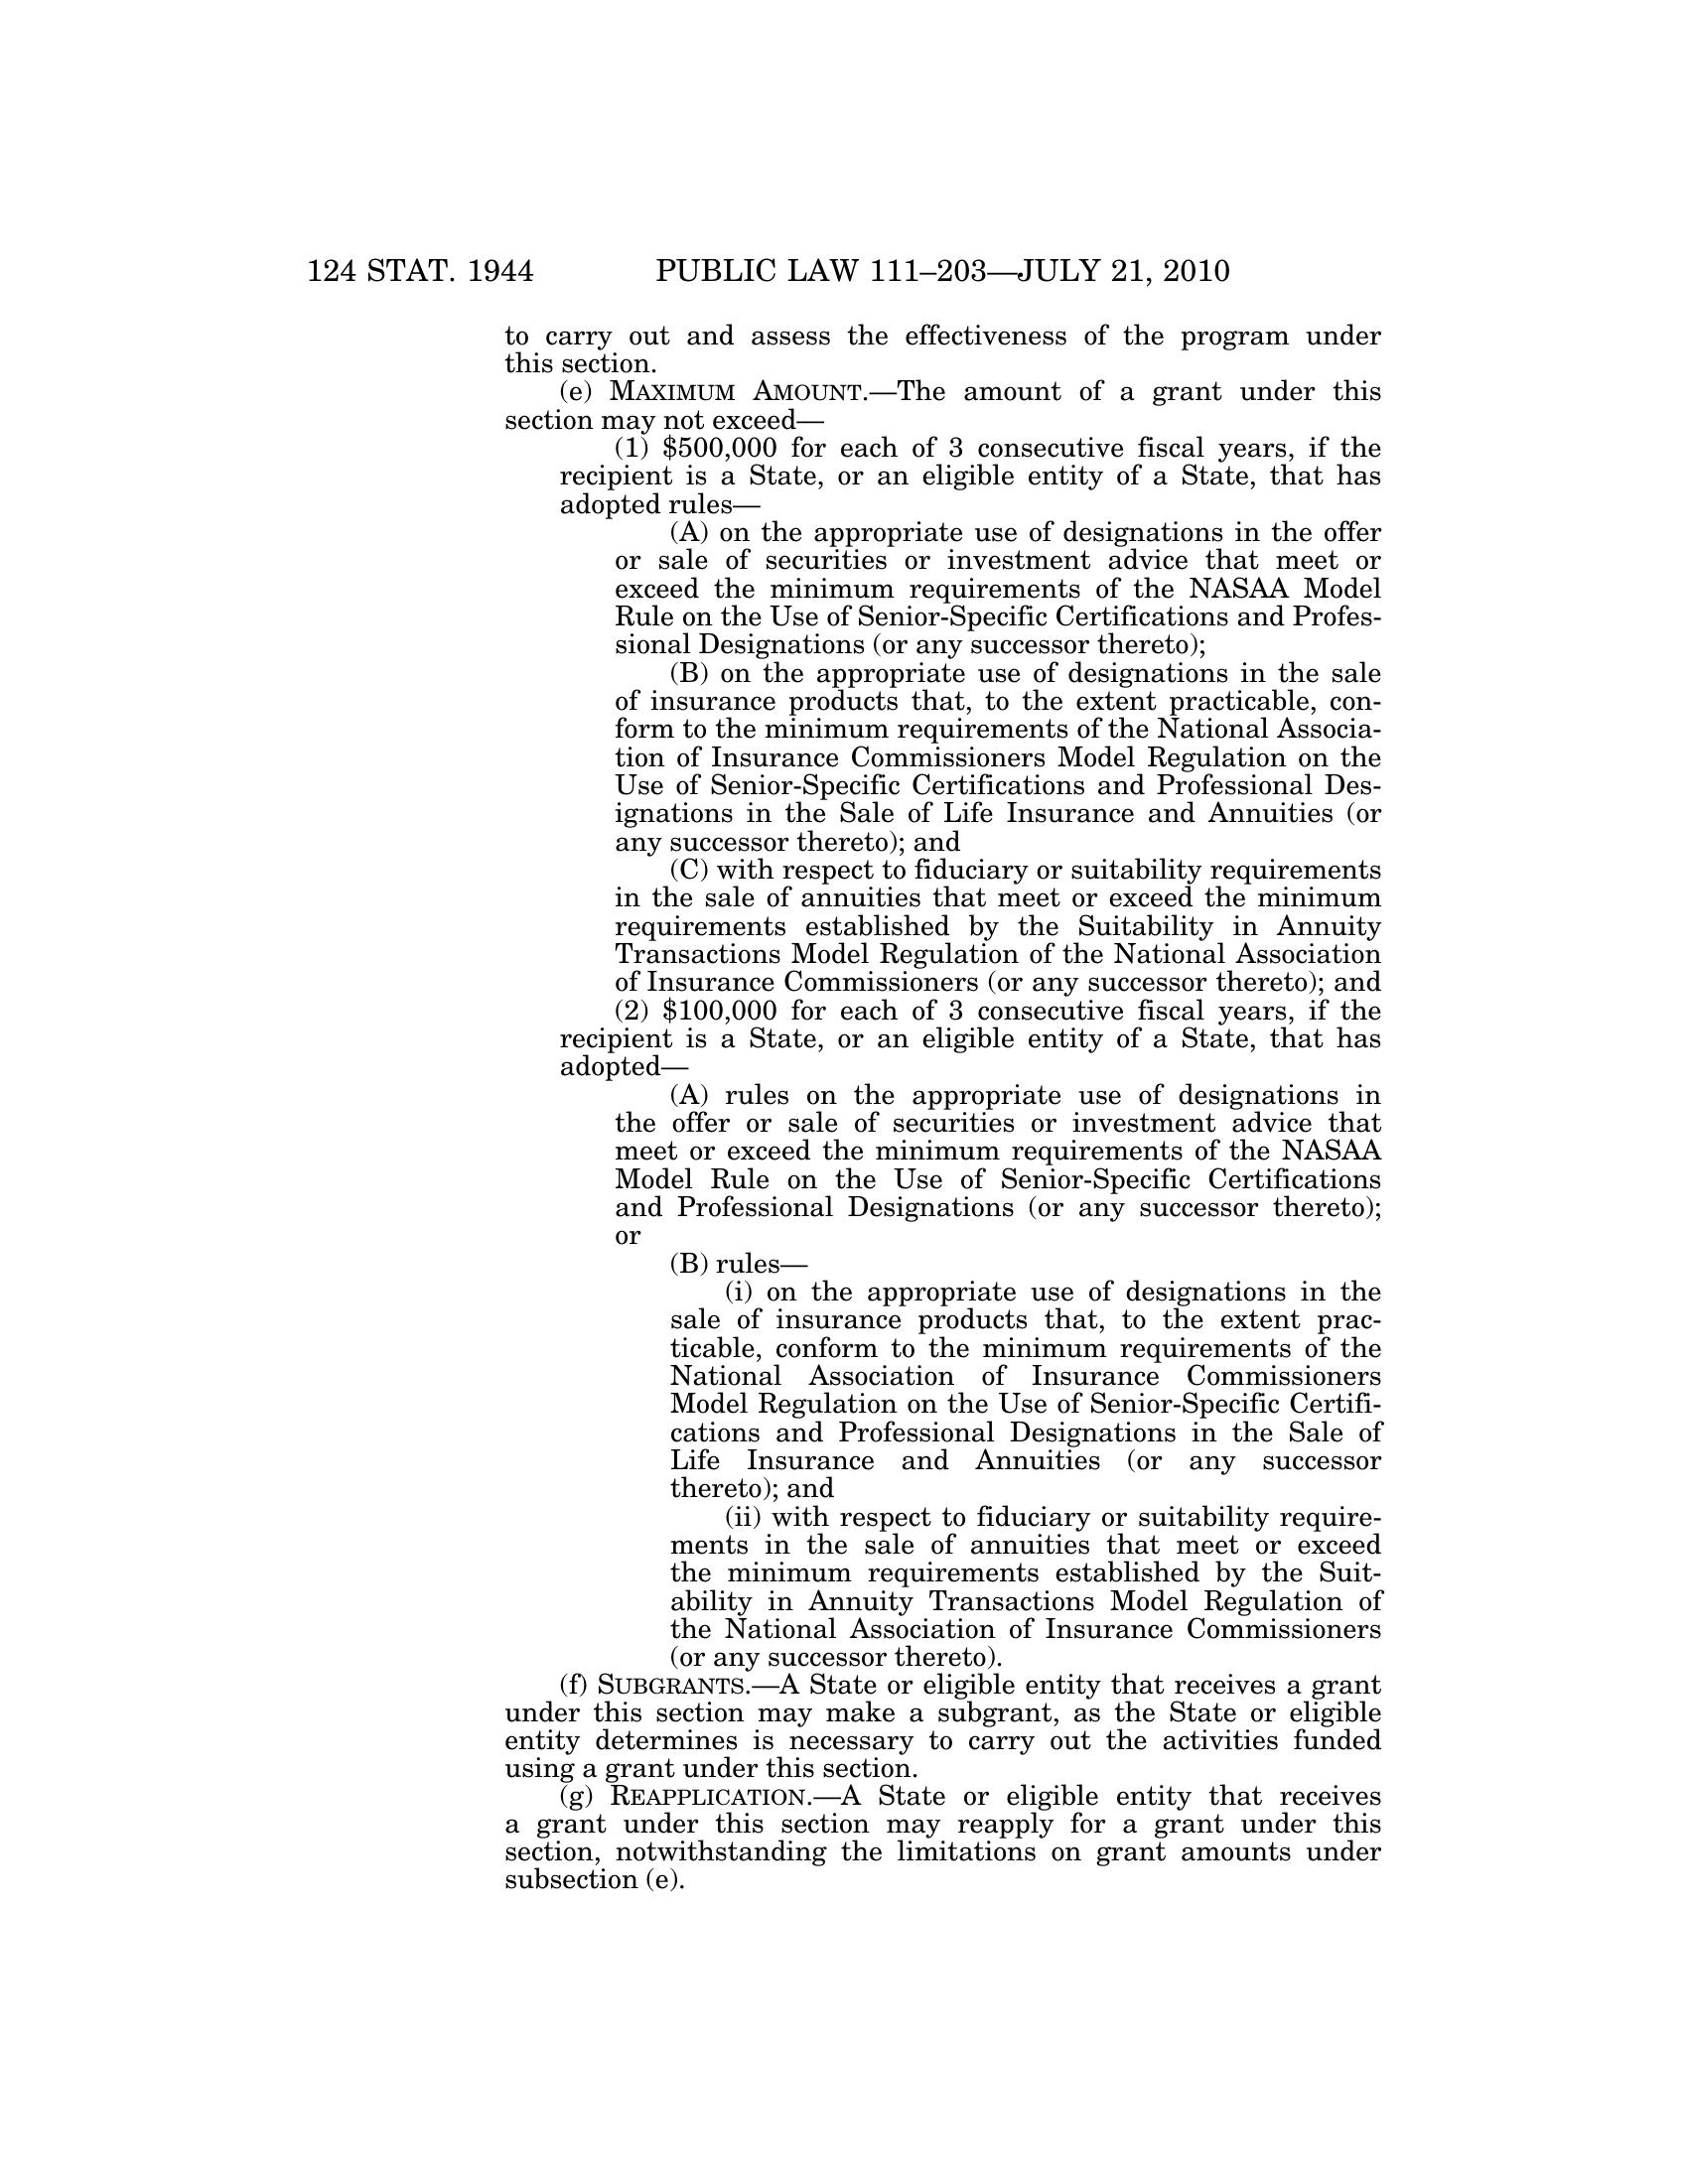 124 STAT. 1944 PUBLIC LAW 111–203—JULY 21, 2010
to carry out and assess the effectiveness of the program under
this section.
(e) MAXIMUM AMOUNT.—The amount of a grant under this
section may not exceed—
(1) $500,000 for each of 3 consecutive fiscal years, if the
recipient is a State, or an eligible entity of a State, that has
adopted rules—
(A) on the appropriate use of designations in the offer
or sale of securities or investment advice that meet or
exceed the minimum requirements of the NASAA Model
Rule on the Use of Senior-Specific Certifications and Profes-
sional Designations (or any successor thereto);
(B) on the appropriate use of designations in the sale
of insurance products that, to the extent practicable, con-
form to the minimum requirements of the National Associa-
tion of Insurance Commissioners Model Regulation on the
Use of Senior-Specific Certifications and Professional Des-
ignations in the Sale of Life Insurance and Annuities (or
any successor thereto); and
(C) with respect to fiduciary or suitability requirements
in the sale of annuities that meet or exceed the minimum
requirements established by the Suitability in Annuity
Transactions Model Regulation of the National Association
of Insurance Commissioners (or any successor thereto); and
(2) $100,000 for each of 3 consecutive fiscal years, if the
recipient is a State, or an eligible entity of a State, that has
adopted—
(A) rules on the appropriate use of designations in
the offer or sale of securities or investment advice that
meet or exceed the minimum requirements of the NASAA
Model Rule on the Use of Senior-Specific Certifications
and Professional Designations (or any successor thereto);
or
(B) rules—
(i) on the appropriate use of designations in the
sale of insurance products that, to the extent prac-
ticable, conform to the minimum requirements of the
National Association of Insurance Commissioners
Model Regulation on the Use of Senior-Specific Certifi-
cations and Professional Designations in the Sale of
Life Insurance and Annuities (or any successor
thereto); and
(ii) with respect to fiduciary or suitability require-
ments in the sale of annuities that meet or exceed
the minimum requirements established by the Suit-
ability in Annuity Transactions Model Regulation of
the National Association of Insurance Commissioners
(or any successor thereto).
(f) SUBGRANTS.—A State or eligible entity that receives a grant
under this section may make a subgrant, as the State or eligible
entity determines is necessary to carry out the activities funded
using a grant under this section.
(g) REAPPLICATION.—A State or eligible entity that receives
a grant under this section may reapply for a grant under this
section, notwithstanding the limitations on grant amounts under
subsection (e).